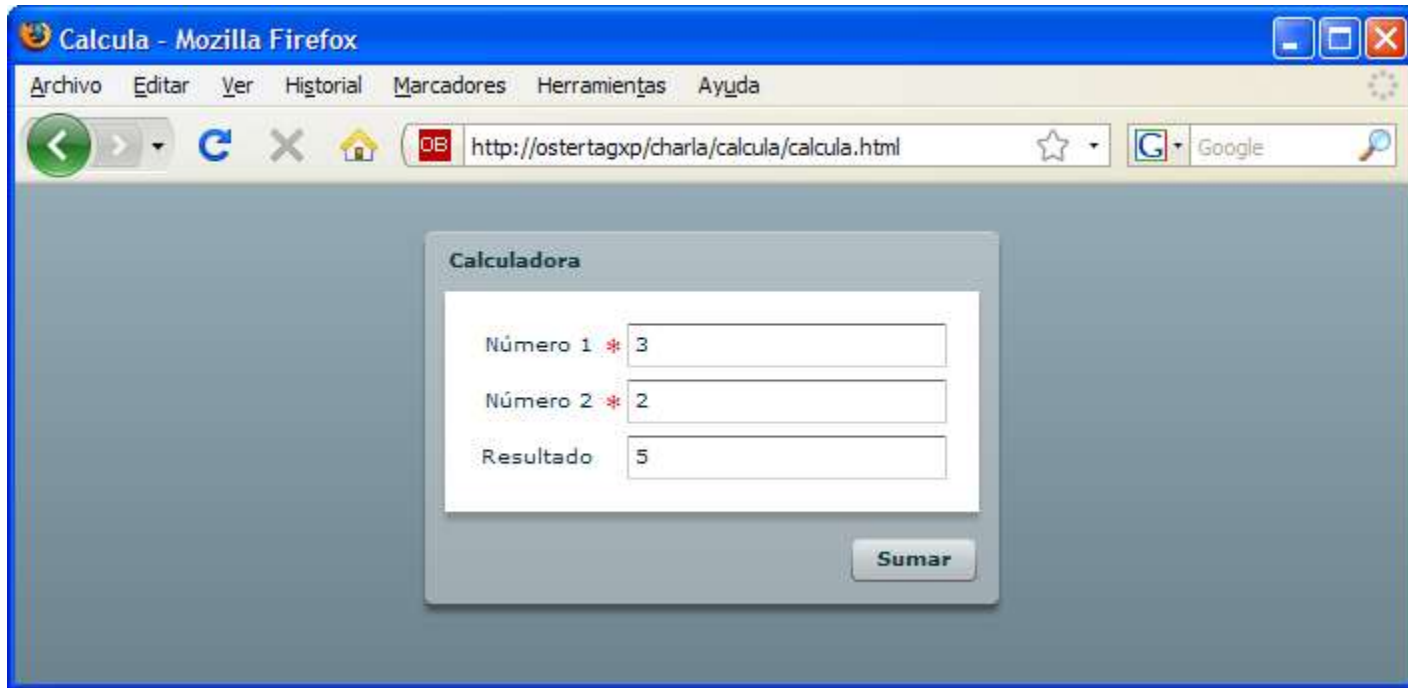 Calcula - Mozilla Firefox
Archivo Editar Ver Historial Marcadores Herramientas Ayuda
OB http://ostertagxp/charla/calcula/calcula.html G Google
Calculadora
Número 1 * 3
Número 2 * 2
Resultado 5
Sumar